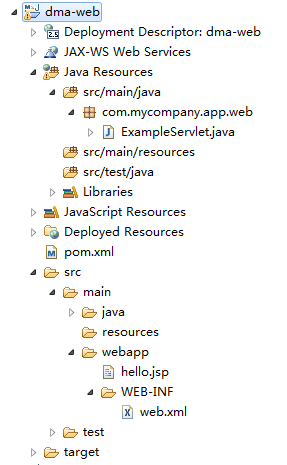 dma-web
2.5 Deployment Descriptor: dma-web
JAX-WS Web Services
Java Resources
src/main/java
com.mycompany.app.web
ExampleServlet.java
src/main/resources
src/test/java
Libraries
JavaScript Resources
Deployed Resources
pom.xml
src
main
java
resources
webapp
hello.jsp
WEB-INF
web.xml
test
target